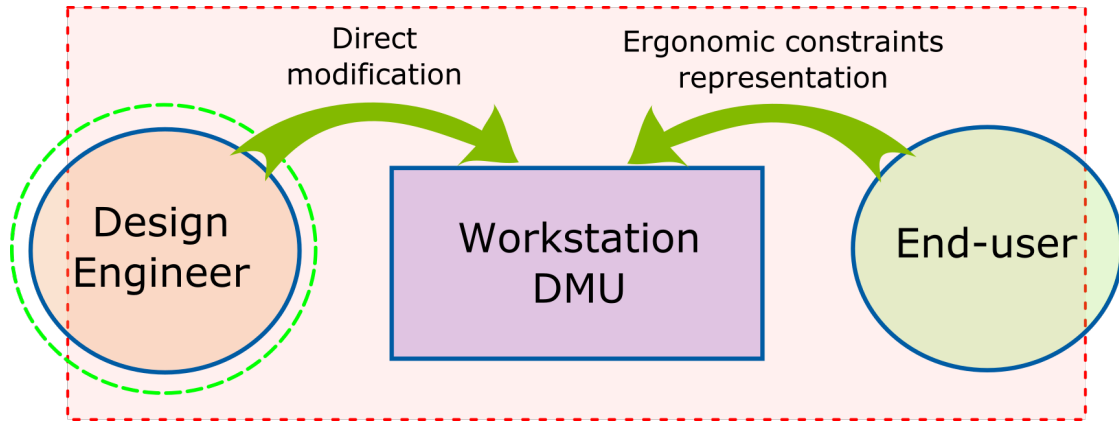 Direct
modification
Ergonomic constraints
representation
Design
Engineer
Workstation
DMU
End-user